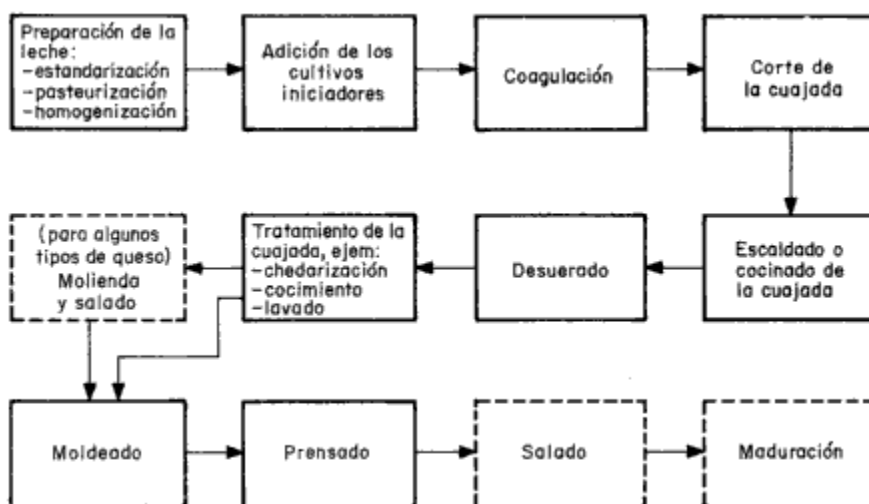 Preparación de la
leche:
-estandarización
-pasteurización
-homogenización
Adición de los
cultivos
iniciadores
Coagulación
Corte de
la cuajada
Escaldado o
cocinado de
la cuajada
Desuerado
Tratamiento de la
cuajada, ejem:
-chedarización
-cocimiento
-lavado
(para algunos
tipos de queso)
Molienda
y salado
Moldeado
Prensado
Salado
Maduración